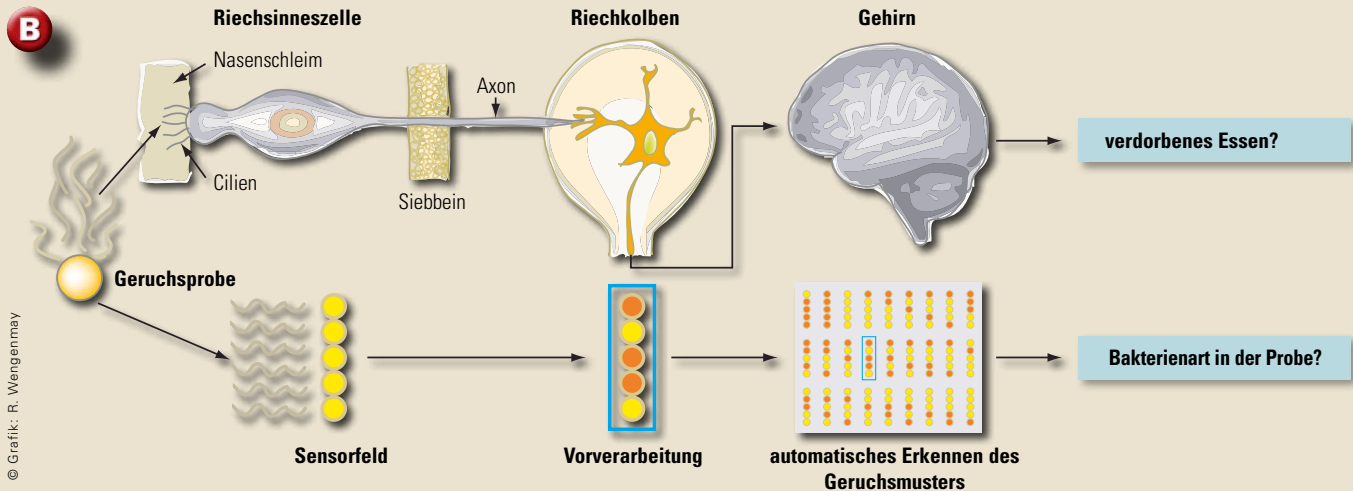 B
Riechsinneszelle
Riechkolben
Gehirn
Nasenschleim
Axon
Cilien
Siebbein
verdorbenes Essen?
Geruchsprobe
Bakterienart in der Probe?
Sensorfeld
Vorverarbeitung
automatisches Erkennen des
Geruchsmusters
© Grafik: R. Wengenmay